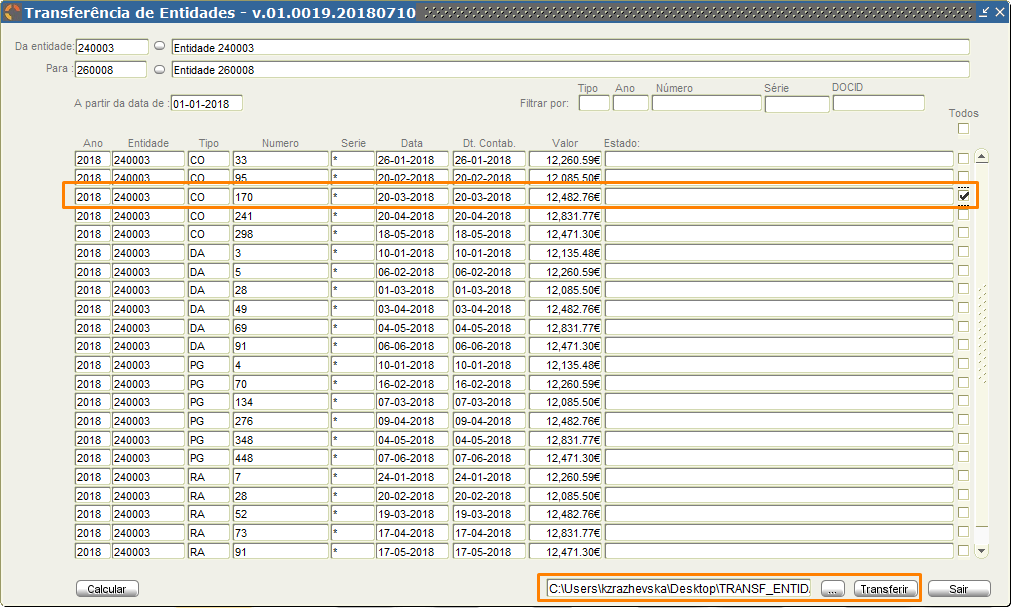 Transferência de Entidades - v.01.0019.20180710
Da entidade: 240003 Entidade 240003
Para : 260008 Entidade 260008
A partir da data de : 01-01-2018 Filtrar por: Tipo Ano Número Série DOCID
Todos
Ano Entidade Tipo Numero Serie Data Dt. Contab. Valor Estado:
2018 240003 CO 33 * 26-01-2018 26-01-2018 12,260.59€
2018 240003 CO 95 * 20-02-2018 20-02-2018 12,085.50€
2018 240003 CO 170 * 20-03-2018 20-03-2018 12,482.76€
2018 240003 CO 241 * 20-04-2018 20-04-2018 12,831.77€
2018 240003 CO 298 * 18-05-2018 18-05-2018 12,471.30€
2018 240003 DA 3 * 10-01-2018 10-01-2018 12,135.48€
2018 240003 DA 5 * 06-02-2018 06-02-2018 12,260.59€
2018 240003 DA 28 * 01-03-2018 01-03-2018 12,085.50€
2018 240003 DA 49 * 03-04-2018 03-04-2018 12,482.76€
2018 240003 DA 69 * 04-05-2018 04-05-2018 12,831.77€
2018 240003 DA 91 * 06-06-2018 06-06-2018 12,471.30€
2018 240003 PG 4 * 10-01-2018 10-01-2018 12,135.48€
2018 240003 PG 70 * 16-02-2018 16-02-2018 12,260.59€
2018 240003 PG 134 * 07-03-2018 07-03-2018 12,085.50€
2018 240003 PG 276 * 09-04-2018 09-04-2018 12,482.76€
2018 240003 PG 348 * 04-05-2018 04-05-2018 12,831.77€
2018 240003 PG 448 * 07-06-2018 07-06-2018 12,471.30€
2018 240003 RA 7 * 24-01-2018 24-01-2018 12,260.59€
2018 240003 RA 28 * 20-02-2018 20-02-2018 12,085.50€
2018 240003 RA 52 * 19-03-2018 19-03-2018 12,482.76€
2018 240003 RA 73 * 17-04-2018 17-04-2018 12,831.77€
2018 240003 RA 91 * 17-05-2018 17-05-2018 12,471.30€
Calcular C:\Users\kzrazhevska\Desktop\TRANSF_ENTID. ... Transferir Sair